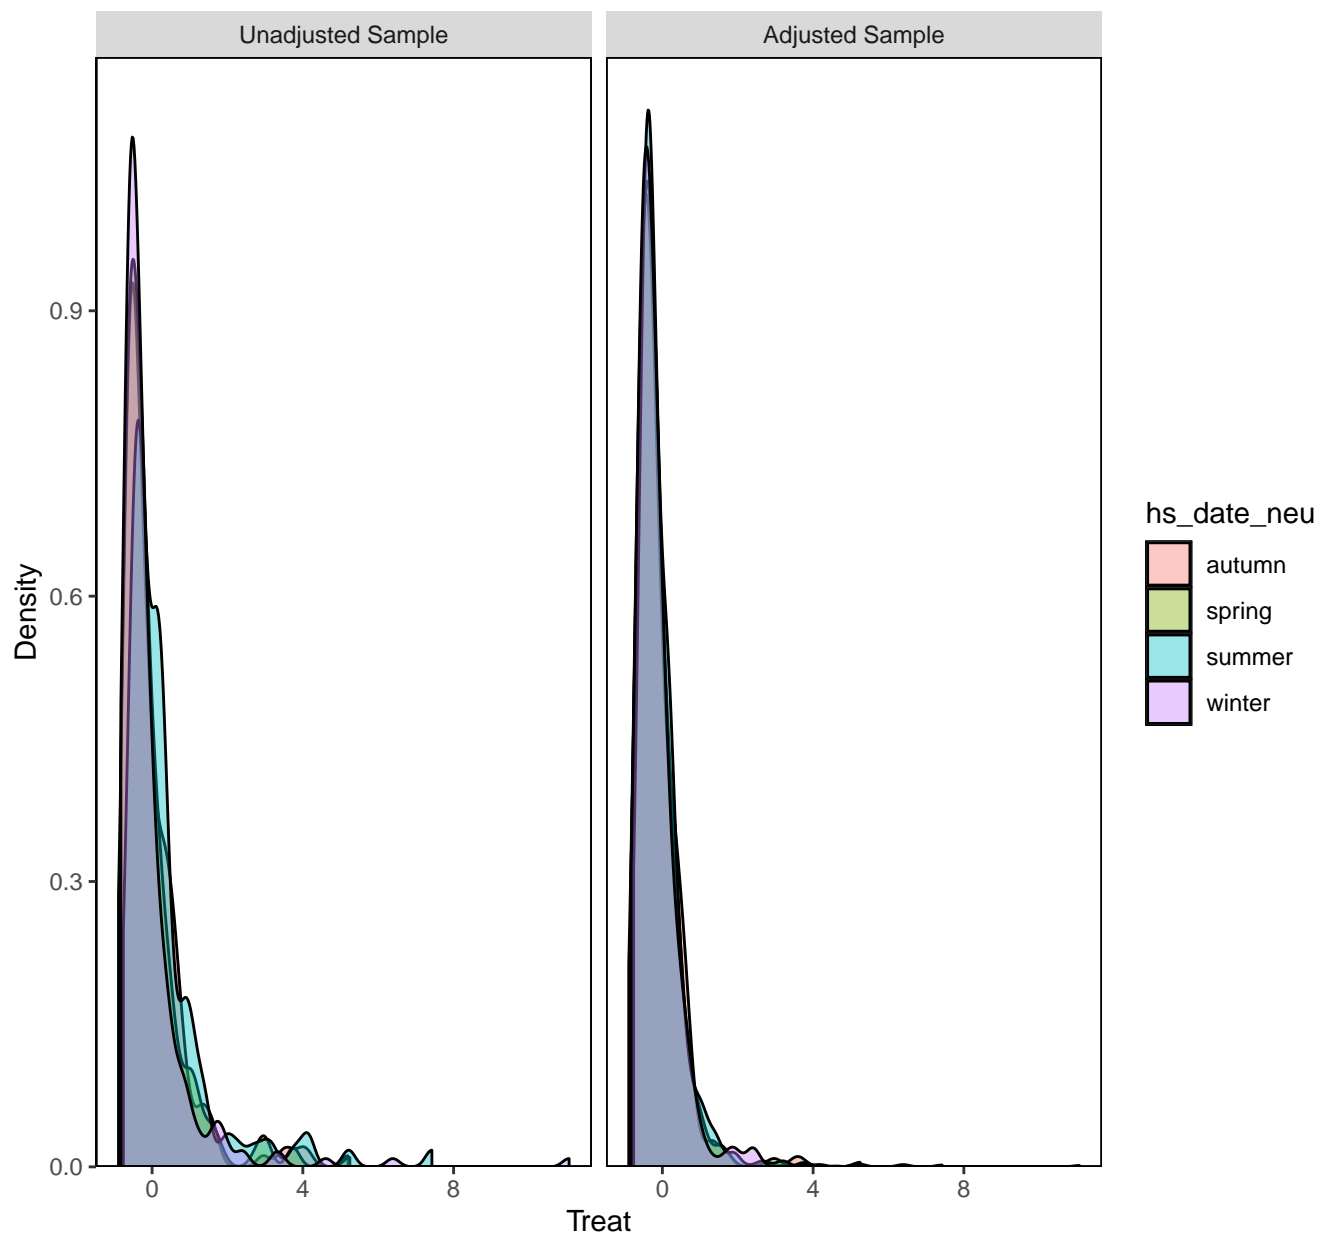 Unadjusted Sample
Adjusted Sample
Density
0.9
0.6
0.3
0.0
0
4
8
0
4
8
Treat
hs_date_neu
autumn
spring
summer
winter